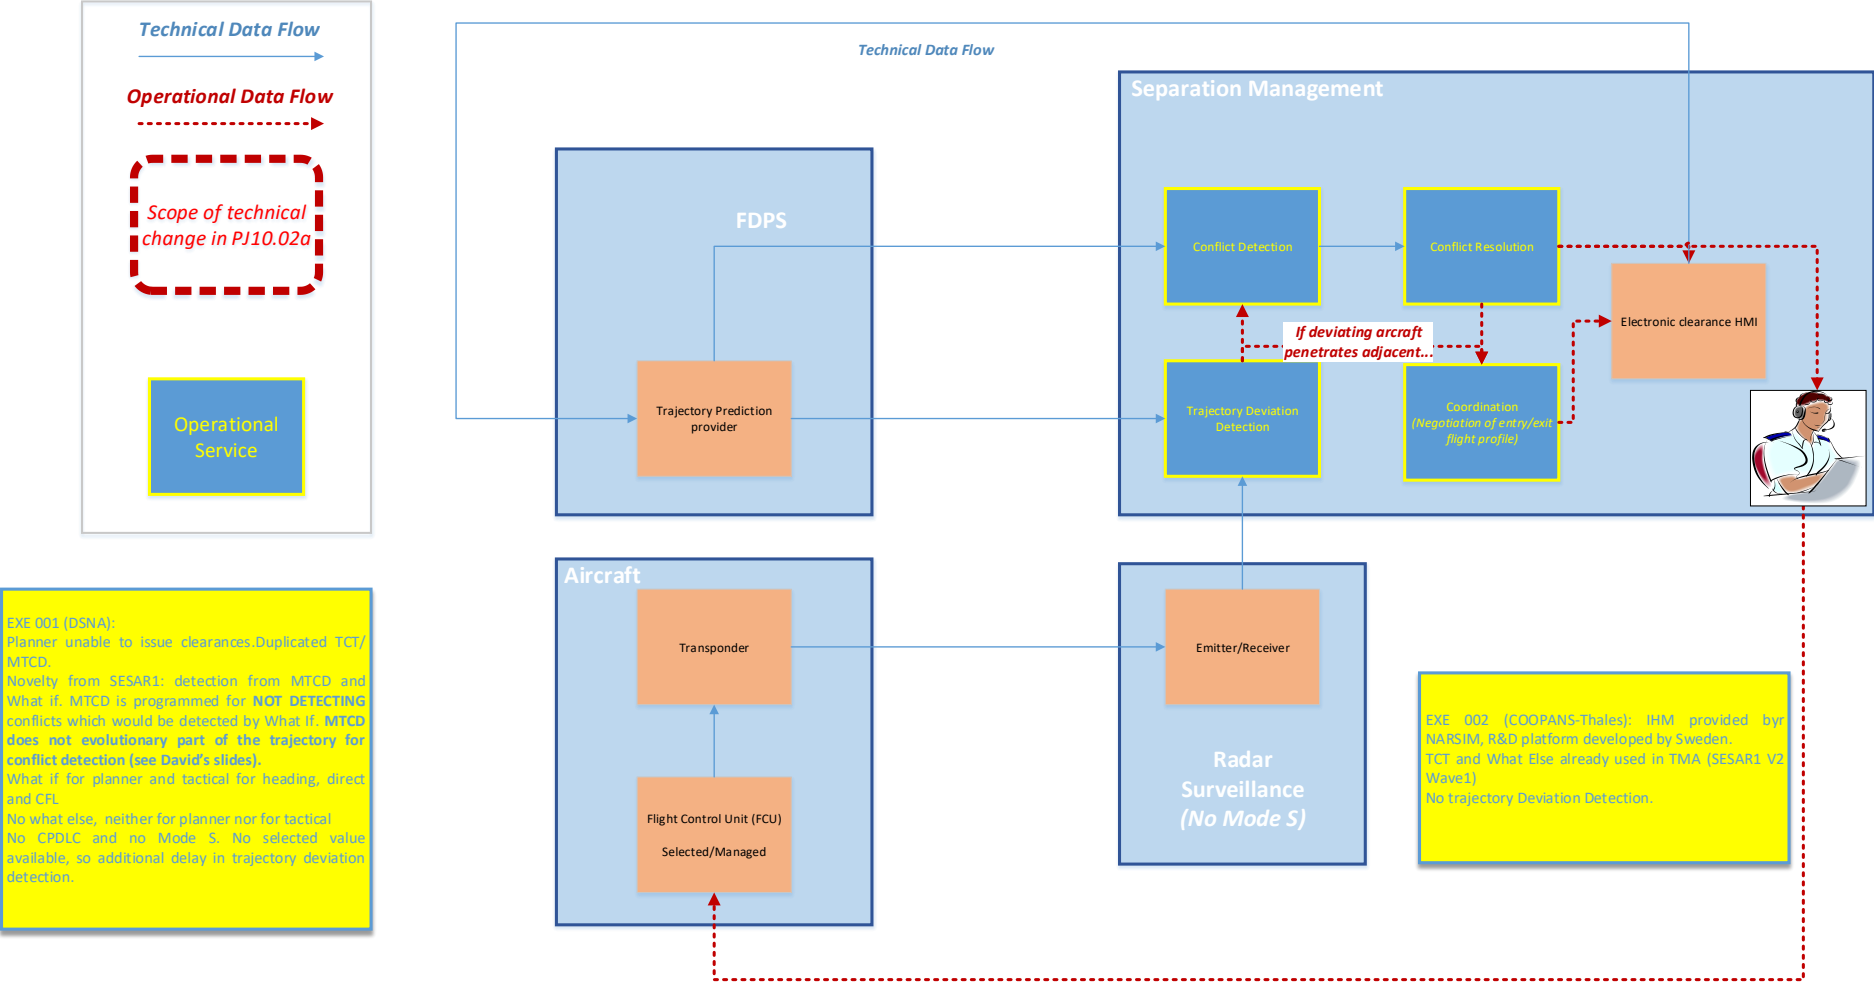 Technical Data Flow
Operational Data Flow
Scope of technical
change in PJ10.02a
Operational
Service
Technical Data Flow
Separation Management
FDPS
Conflict Detection
Conflict Resolution
Electronic clearance HMI
If deviating arcraft
penetrates adjacent...
Trajectory Prediction
provider
Trajectory Deviation
Detection
Coordination
(Negotiation of entry/exit
flight profile)
Aircraft
Transponder
Emitter/Receiver
Flight Control Unit (FCU)
Selected/Managed
Radar
Surveillance
(No Mode S)
EXE 001 (DSNA):
Planner unable to issue clearances.Duplicated TCT/
MTCD.
Novelty from SESAR1: detection from MTCD and
What if. MTCD is programmed for NOT DETECTING
conflicts which would be detected by What If. MTCD
does not evolutionary part of the trajectory for
conflict detection (see David's slides).
What if for planner and tactical for heading, direct
and CFL
No what else, neither for planner nor for tactical
No CPDLC and no Mode S. No selected value
available, so additional delay in trajectory deviation
detection.
EXE 002 (COOPANS-Thales): IHM provided byr
NARSIM, R&D platform developed by Sweden.
TCT and What Else already used in TMA (SESAR1 V2
Wave1)
No trajectory Deviation Detection.